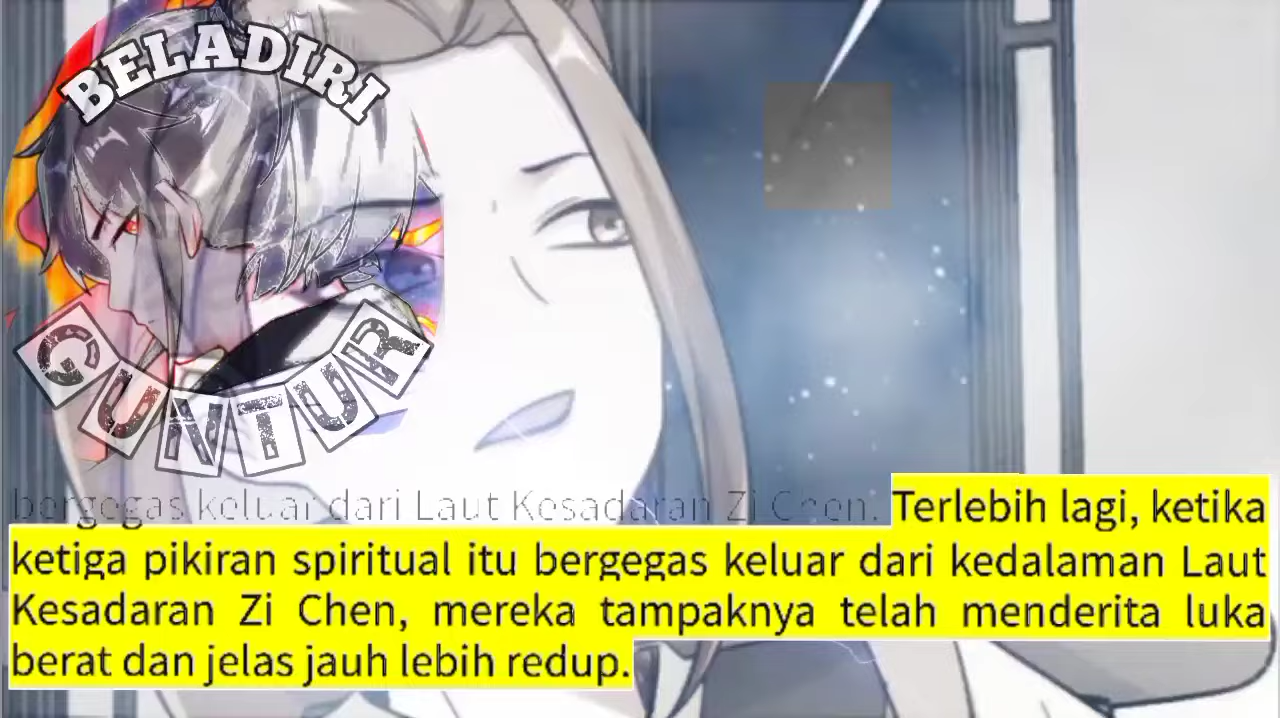 BELADIRI
GUNTUR
bergegas keluar dari Laut Kesadaran Zi Chen. Terlebih lagi, ketika
ketiga pikiran spiritual itu bergegas keluar dari kedalaman Laut
Kesadaran Zi Chen, mereka tampaknya telah menderita luka
berat dan jelas jauh lebih redup.